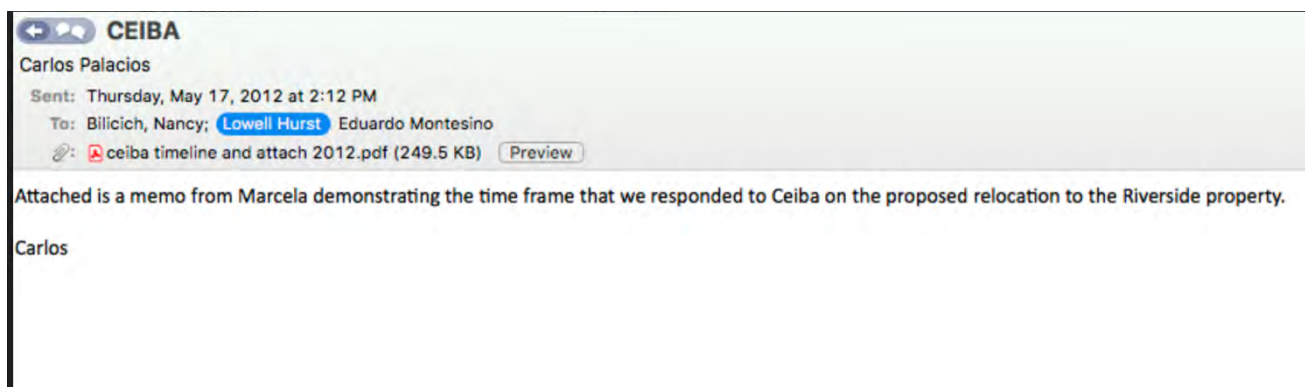 CEIBA
Carlos Palacios
Sent: Thursday, May 17, 2012 at 2:12 PM
To: Bilicich, Nancy; Lowell Hurst Eduardo Montesino
ceiba timeline and attach 2012.pdf (249.5 KB) Preview
Attached is a memo from Marcela demonstrating the time frame that we responded to Ceiba on the proposed relocation to the Riverside property.
Carlos